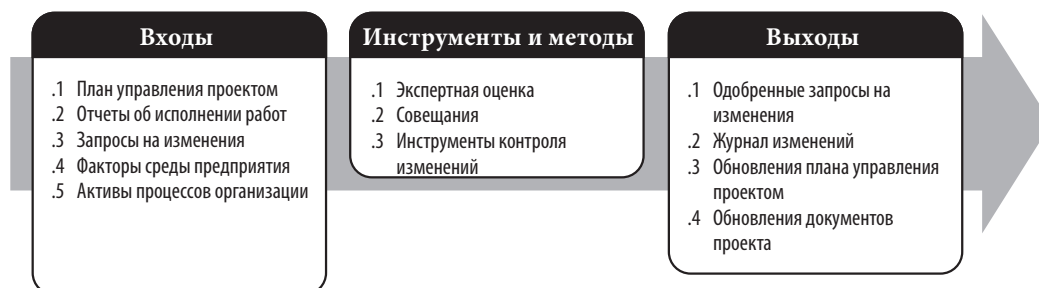 Входы
.1 План управления проектом
.2 Отчеты об исполнении работ
.3 Запросы на изменения
.4 Факторы среды предприятия
.5 Активы процессов организации
Инструменты и методы
.1 Экспертная оценка
.2 Совещания
.3 Инструменты контроля
изменений
Выходы
.1 Одобренные запросы на
изменения
.2 Журнал изменений
.3 Обновления плана управления
проектом
.4 Обновления документов
проекта